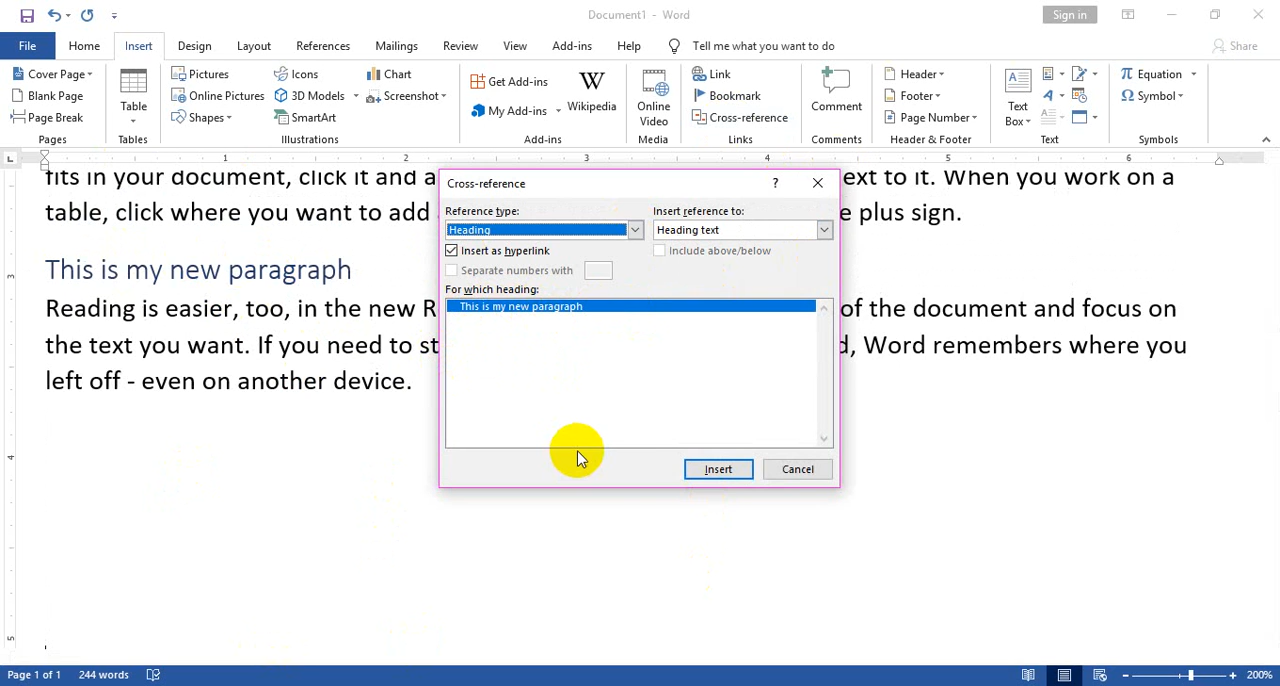 Document1 - Word
Sign in
File Home Insert Design Layout References Mailings Review View Add-ins Help Tell me what you want to do Share
Cover Page
Blank Page
Page Break
Pages
Table
Tables
Pictures
Online Pictures
Shapes
Icons
3D Models
SmartArt
Chart
Screenshot
Illustrations
Get Add-ins
My Add-ins
W
Wikipedia
Add-ins
Online
Video
Media
Link
Bookmark
Cross-reference
Links
Comment
Comments
Header
Footer
Page Number
Header & Footer
Text
Box
Text
Equation
Symbol
Symbols
1 2 3 4 5 6
fits in your document, click it and a
ext to it. When you work on a
table, click where you want to add
e plus sign.
This is my new paragraph
Reading is easier, too, in the new R
of the document and focus on
the text you want. If you need to st
d, Word remembers where you
left off - even on another device.
3
4
5
Cross-reference
?
Reference type:
Insert reference to:
Heading
Heading text
Insert as hyperlink
Include above/below
Separate numbers with
For which heading:
This is my new paragraph
Insert
Cancel
Page 1 of 1 244 words
200%